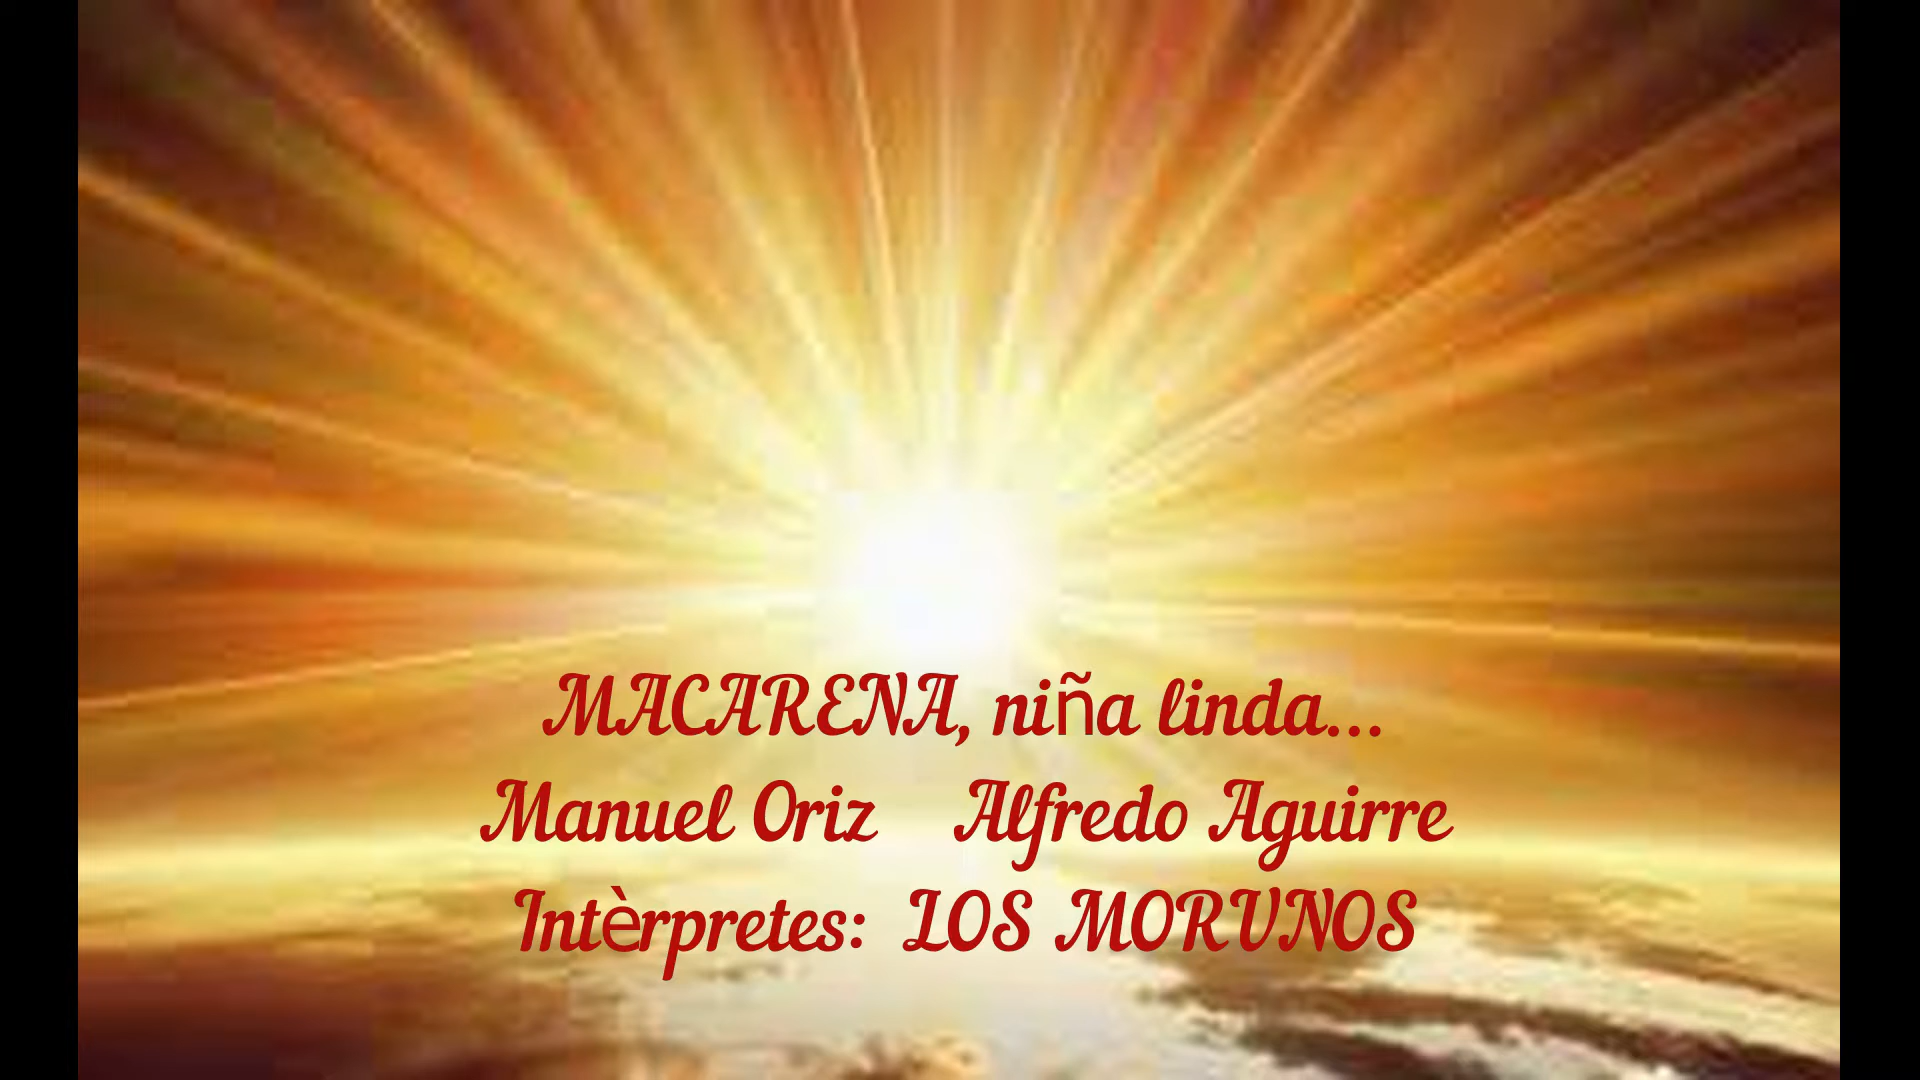 MACARENA, niña linda...
Manuel Oriz Alfredo Aguirre
Intèrpretes: LOS MORUNOS